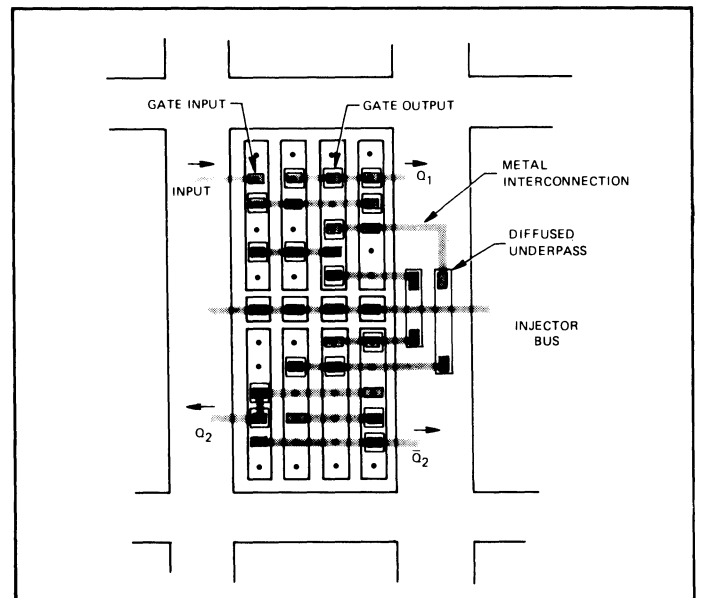 GATE INPUT
GATE OUTPUT
METAL
INTERCONNECTION
INPUT
Q1
DIFFUSED
UNDERPASS
INJECTOR
BUS
Q2
Q̅2